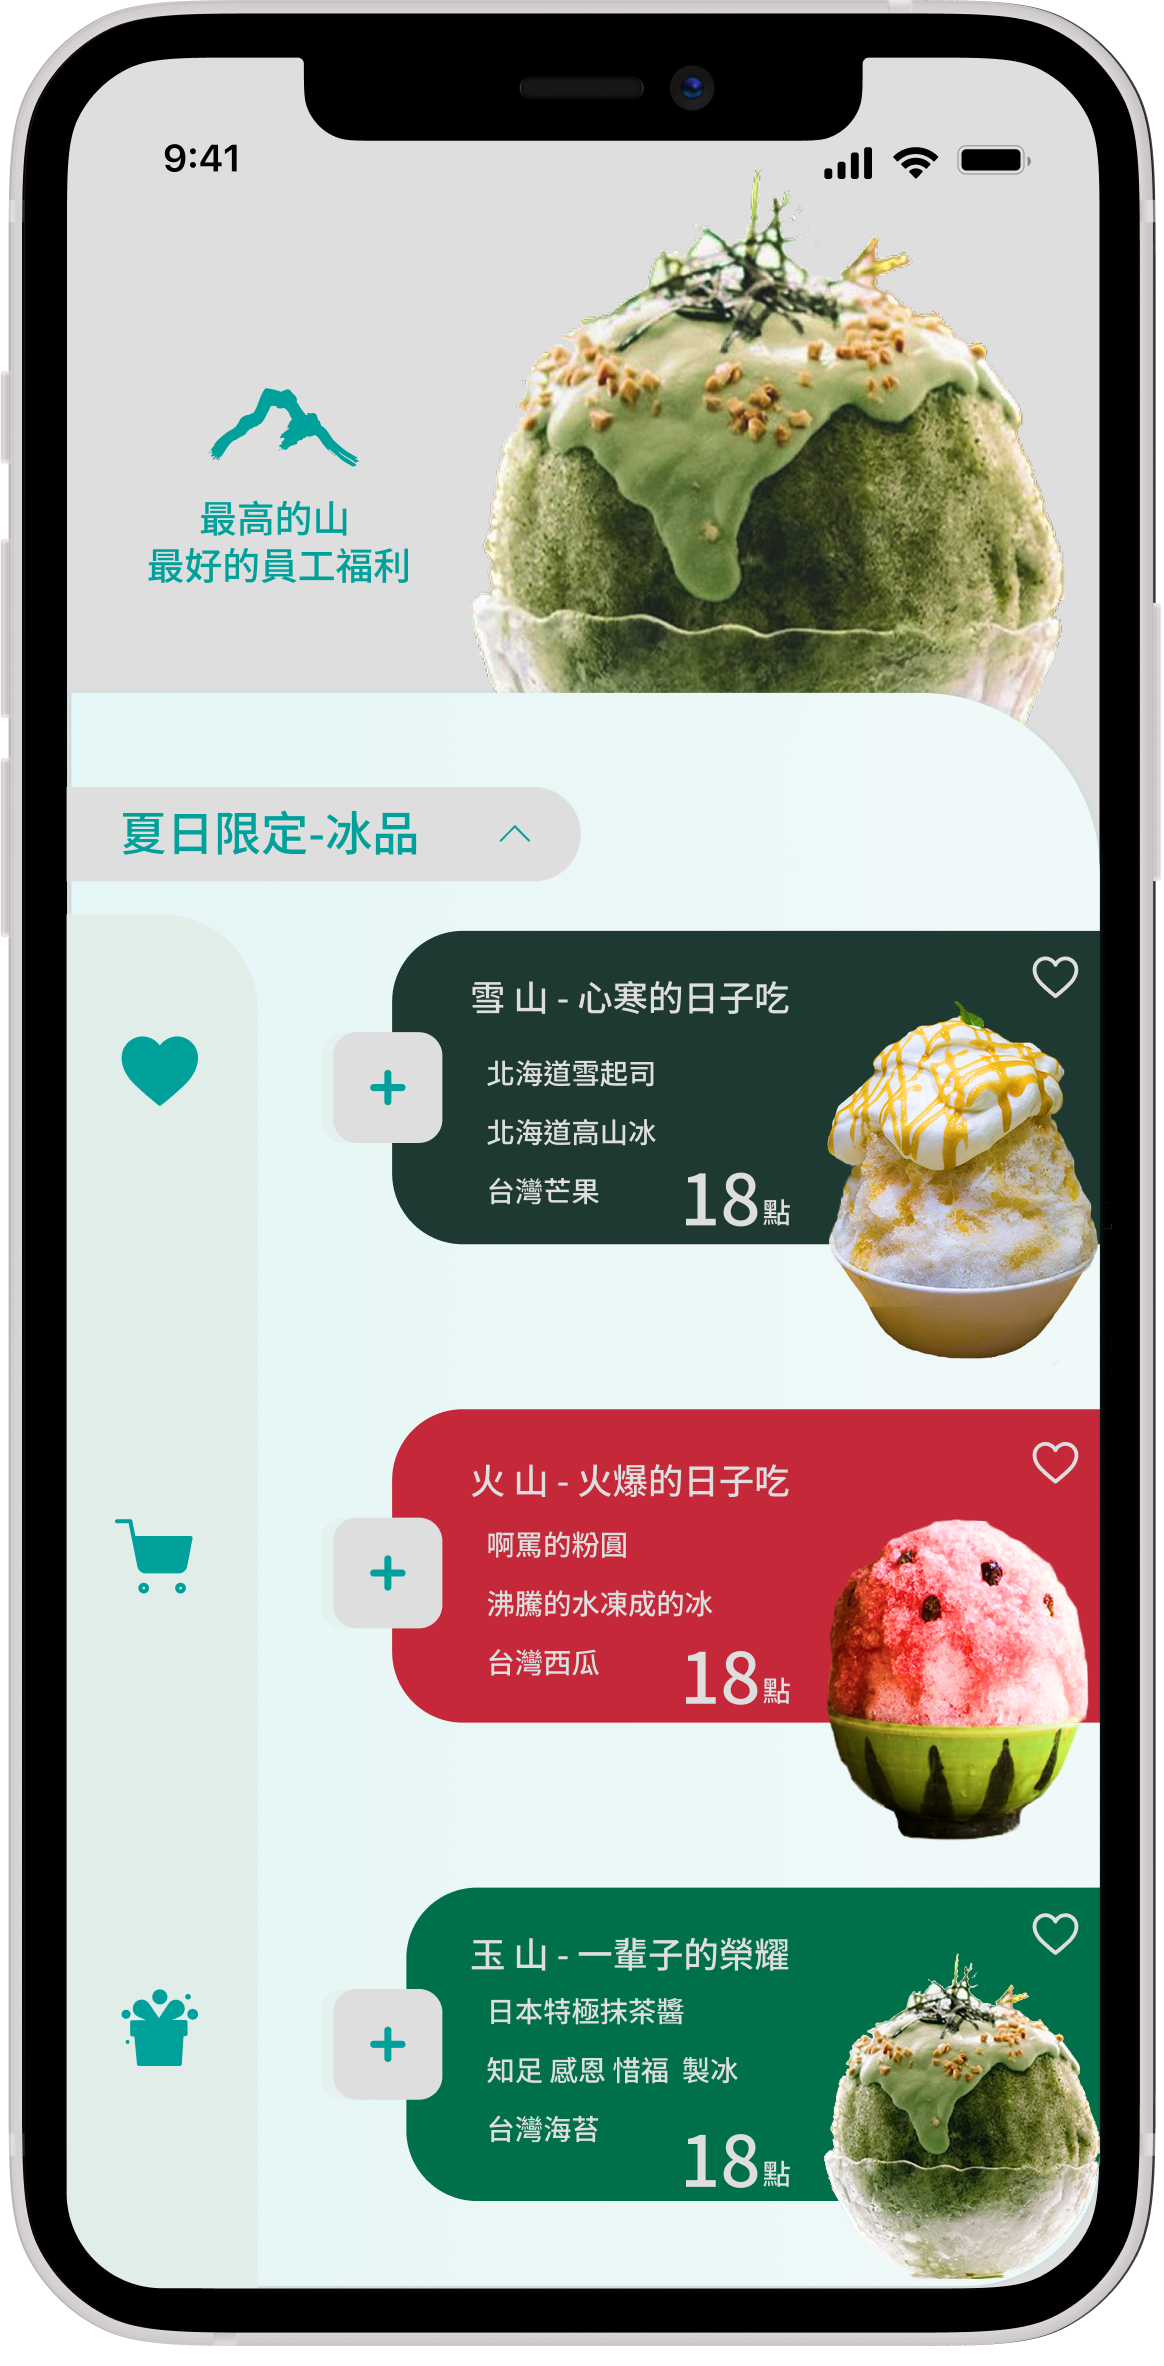 9:41
最高的山
最好的員工福利
夏日限定-冰品
雪 山 - 心寒的日子吃
北海道雪起司
北海道高山冰
台灣芒果
18點
火 山 - 火爆的日子吃
啊罵的粉圓
沸騰的水凍成的冰
台灣西瓜
18點
玉 山 - 一輩子的榮耀
日本特極抹茶醬
知足 感恩 惜福 製冰
台灣海苔
18點